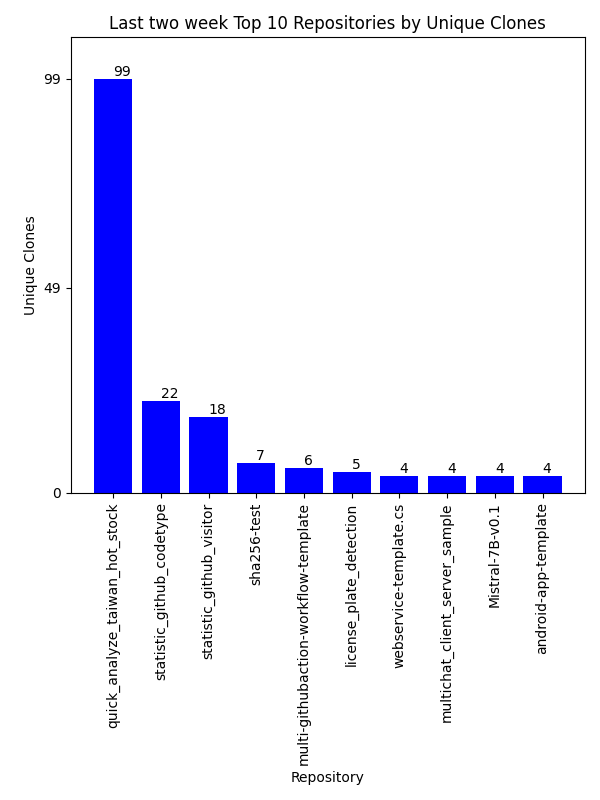 Last two week Top 10 Repositories by Unique Clones
Unique Clones
99
49
0
99
22
18
7
6
5
4
4
4
4
quick_analyze_taiwan_hot_stock
statistic_github_codetype
statistic_github_visitor
sha256-test
multi-githubaction-workflow-template
license_plate_detection
webservice-template.cs
multichat_client_server_sample
Mistral-7B-v0.1
android-app-template
Repository